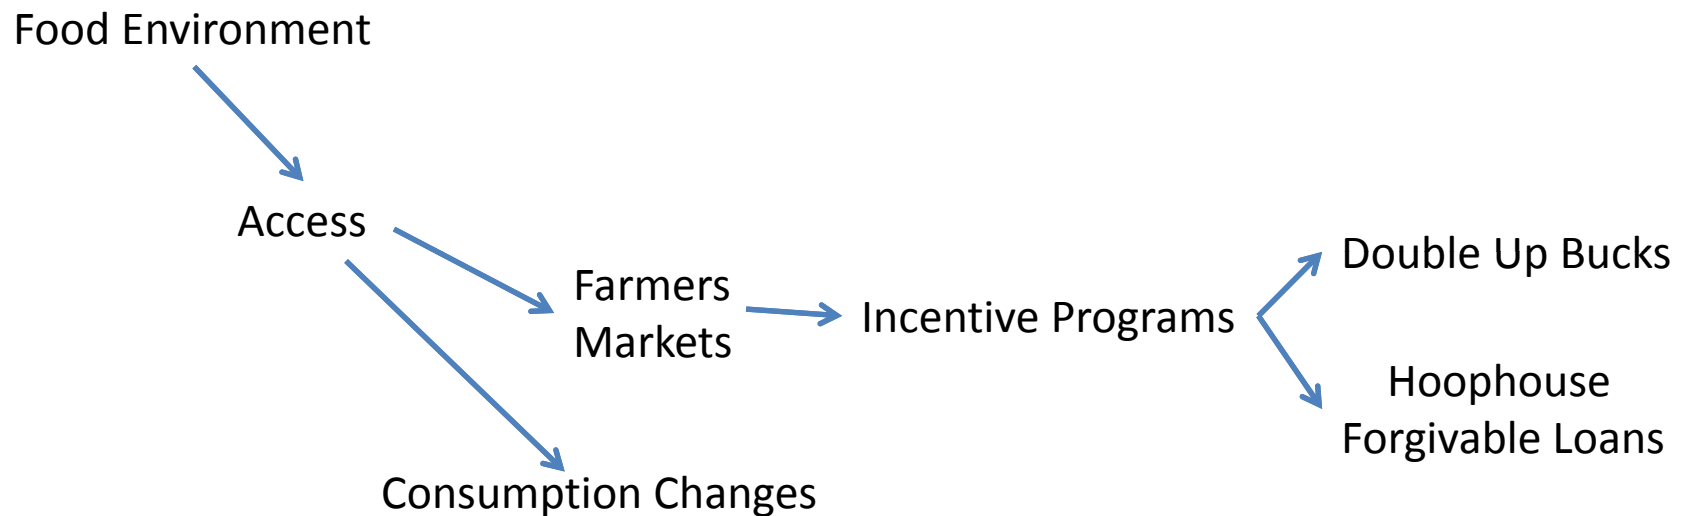 Food Environment
Access
Farmers
Markets
Incentive Programs
Double Up Bucks
Hoophouse
Forgivable Loans
Consumption Changes